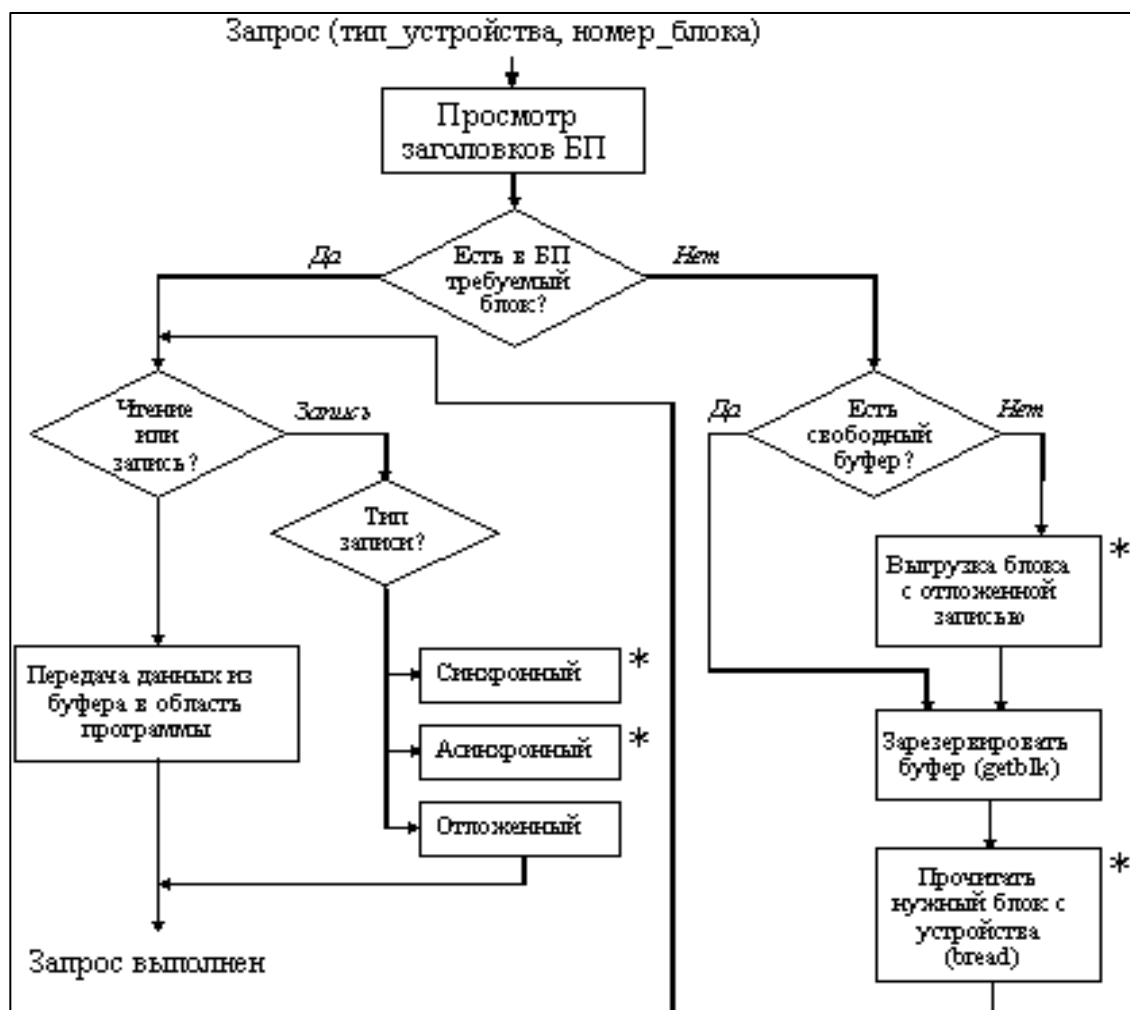 Запрос (тип_устройства, номер_блока)
Просмотр
заголовков БП
Да
Есть в БП
требуемый
блок?
Нет
Чтение
или
запись?
Запись
Да
Есть
свободный
буфер?
Нет
Тип
записи?
Выгрузка блока
с отложенной
записью
*
Передача данных из
буфера в область
программы
Синхронный
*
Асинхронный
*
Отложенный
Зарезервировать
буфер (getblk)
Прочитать
нужный блок с
устройства
(bread)
*
Запрос выполнен